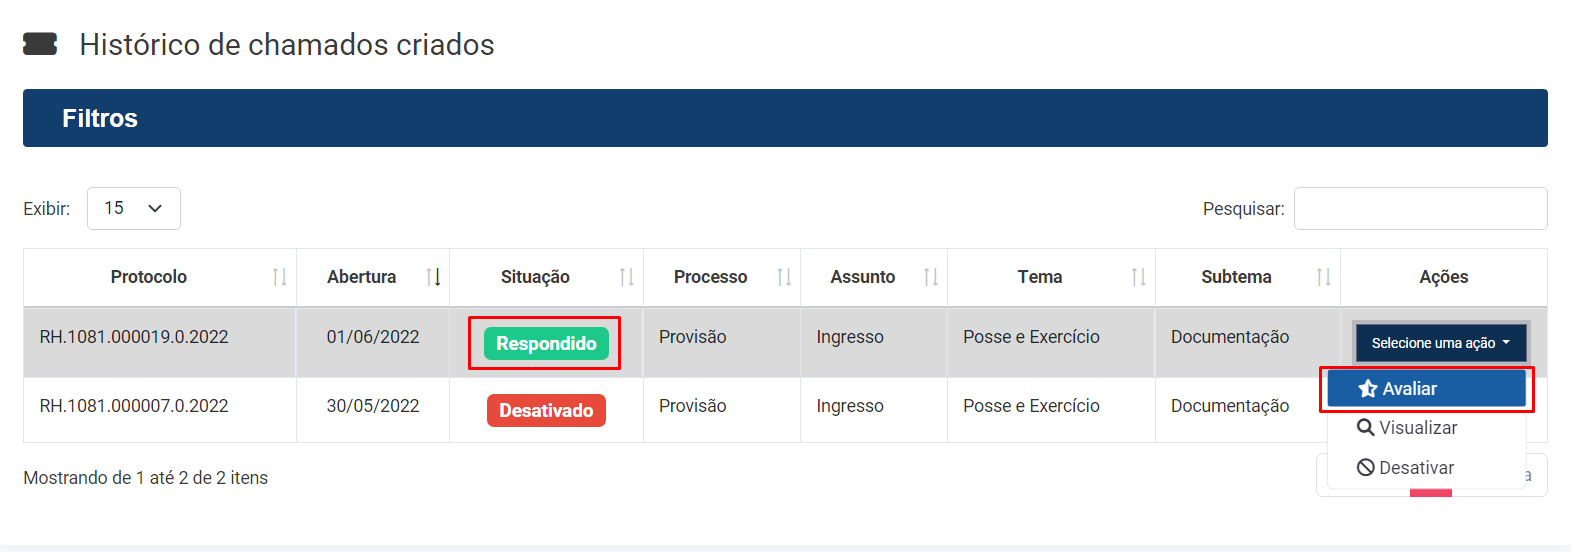 Histórico de chamados criados
Filtros
Exibir: 15 Pesquisar:
Protocolo Abertura Situação Processo Assunto Tema Subtema Ações
RH.1081.000019.0.2022 01/06/2022 Respondido Provisão Ingresso Posse e Exercício Documentação Selecione uma ação
Avaliar
RH.1081.000007.0.2022 30/05/2022 Desativado Provisão Ingresso Posse e Exercício Documentação
Visualizar
Desativar
Mostrando de 1 até 2 de 2 itens